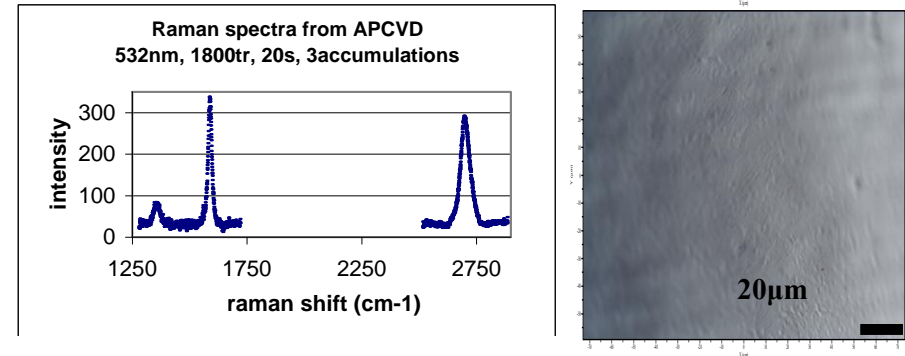 Raman spectra from APCVD
532nm, 1800tr, 20s, 3accumulations
300
200
100
0
intensity
1250 1750 2250 2750
raman shift (cm-1)
20µm